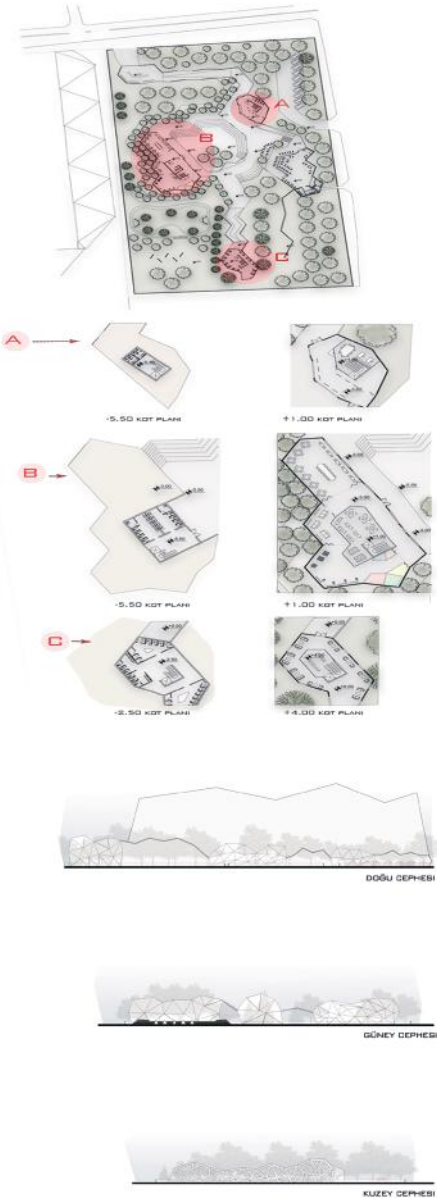 A
B
C
A
-5.50 KOT PLANI
+1.00 KOT PLANI
B
-5.50 KOT PLANI
+1.00 KOT PLANI
C
-2.50 KOT PLANI
+4.00 KOT PLANI
DOĞU CEPHESİ
GÜNEY CEPHESİ
KUZEY CEPHESİ